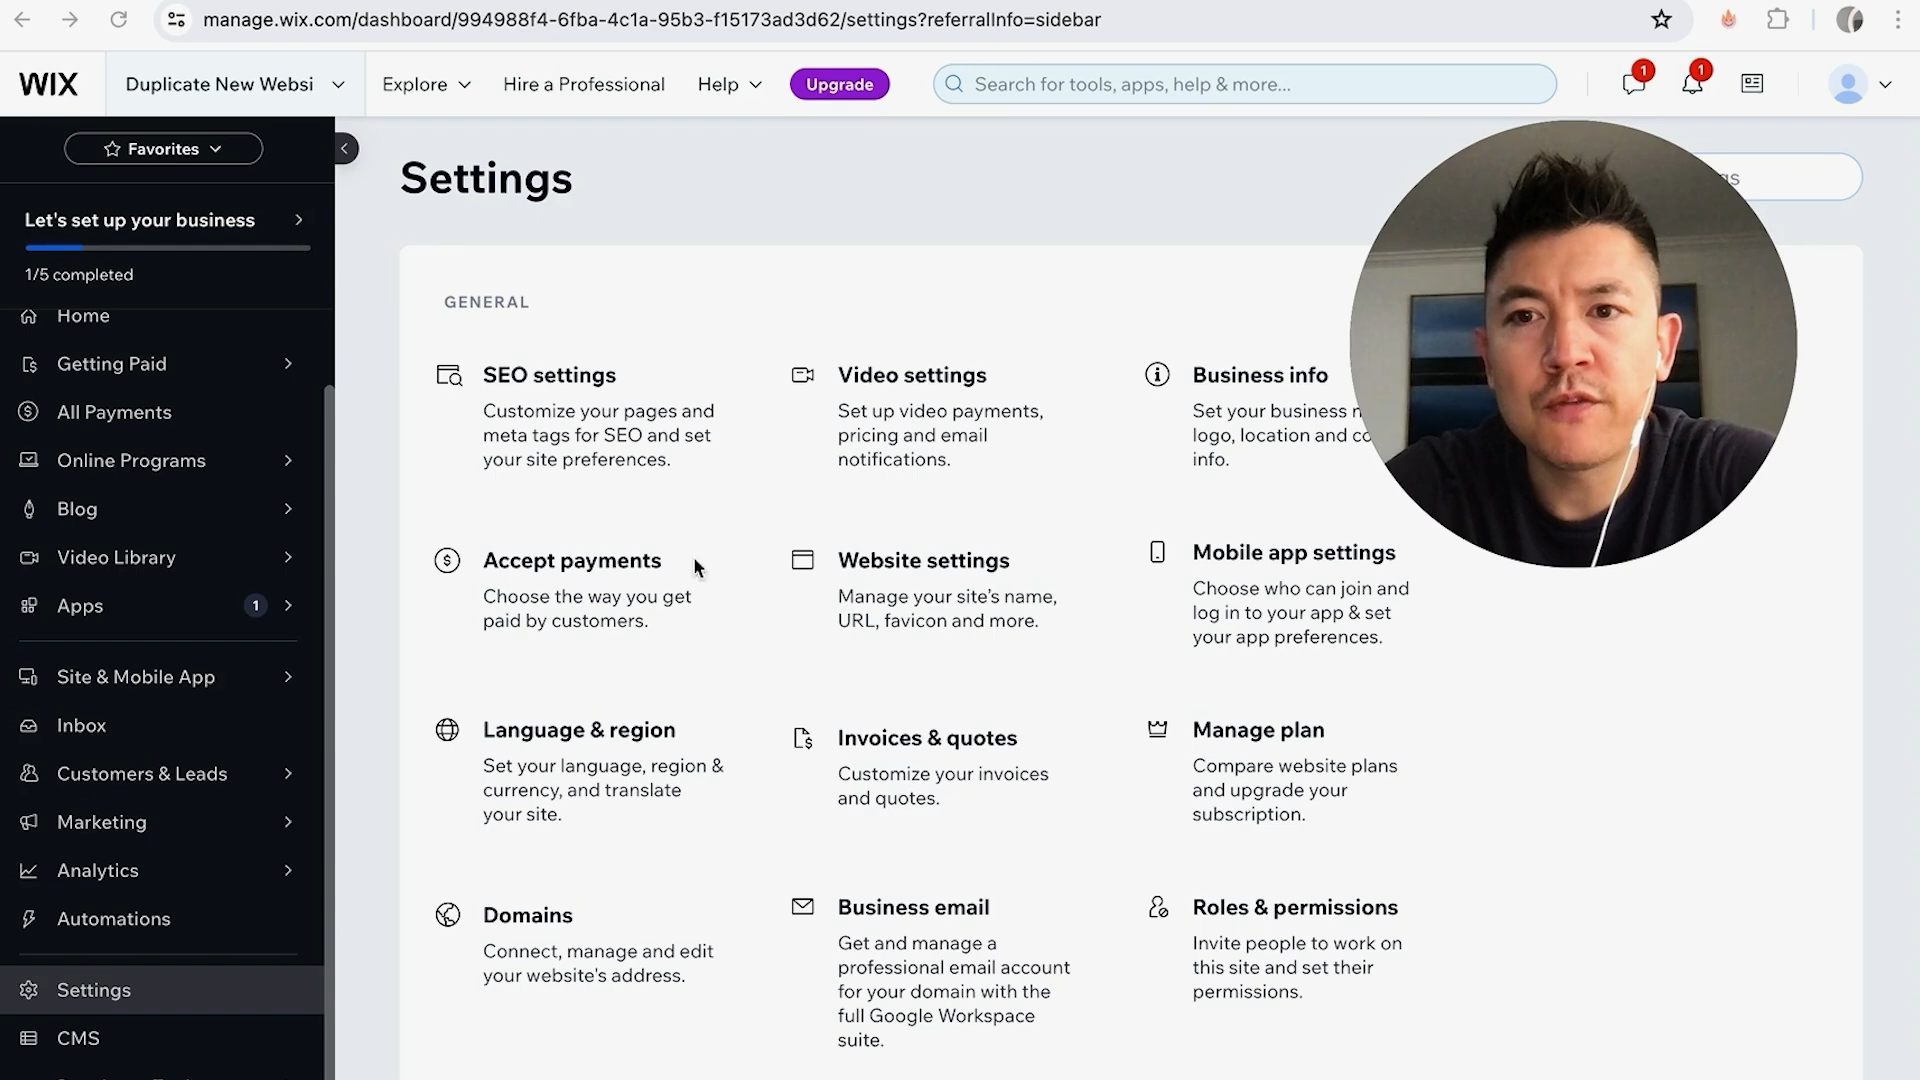 manage.wix.com/dashboard/994988f4-6fba-4c1a-95b3-f15173ad3d62/settings?referralInfo=sidebar
WIX
Duplicate New Websi
Explore
Hire a Professional
Help
Upgrade
Search for tools, apps, help & more...
1
1
Favorites
Let's set up your business
1/5 completed
Home
Getting Paid
All Payments
Online Programs
Blog
Video Library
Apps
1
Site & Mobile App
Inbox
Customers & Leads
Marketing
Analytics
Automations
Settings
CMS
Settings
GENERAL
SEO settings
Customize your pages and
meta tags for SEO and set
your site preferences.
Video settings
Set up video payments,
pricing and email
notifications.
Business info
Set your business
logo, location and
info.
Accept payments
Choose the way you get
paid by customers.
Website settings
Manage your site's name,
URL, favicon and more.
Mobile app settings
Choose who can join and
log in to your app & set
your app preferences.
Language & region
Set your language, region &
currency, and translate
your site.
Invoices & quotes
Customize your invoices
and quotes.
Manage plan
Compare website plans
and upgrade your
subscription.
Domains
Connect, manage and edit
your website's address.
Business email
Get and manage a
professional email account
for your domain with the
full Google Workspace
suite.
Roles & permissions
Invite people to work on
this site and set their
permissions.